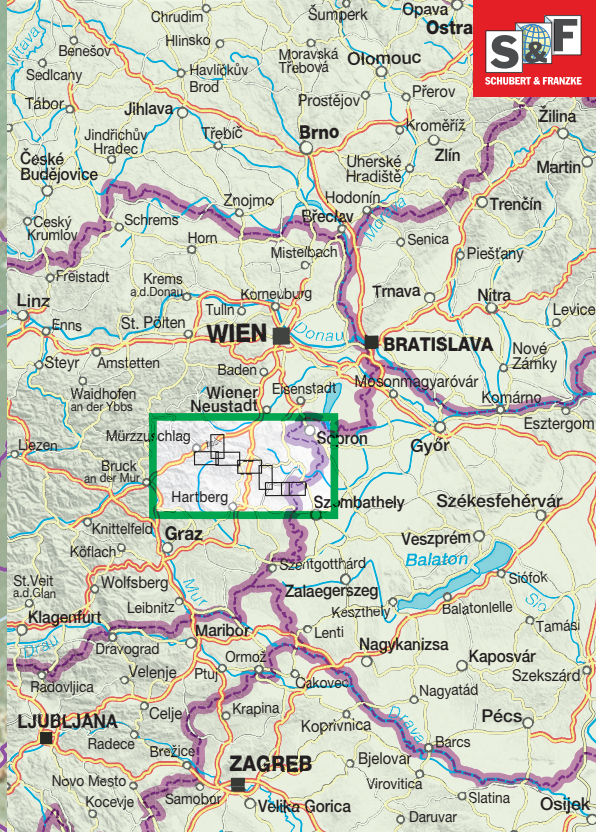 Chrudim
Šumperk
Opava
Ostra
S&F
SCHUBERT & FRANZKE
Vltava
Benešov
Hlinsko
Moravská
Třebová
Olomouc
Sedlcany
Havlíčkův
Brod
Prostějov
Přerov
Tábor
Jihlava
Jindřichův
Hradec
Třebíč
Brno
Kroměříž
Žilina
Zlín
České
Budějovice
Uherské
Hradiště
Martin
Znojmo
Hodonín
Trenčín
Český
Krumlov
Schrems
Břeclav
Morava
Horn
Senica
Mistelbach
Piešťany
Freistadt
Krems
a.d.Donau
Korneuburg
Trnava
Nitra
Linz
Tulln
Levice
Enns
St. Pölten
WIEN
Donau
BRATISLAVA
Steyr
Amstetten
Baden
Nové
Zámky
Waidhofen
an der Ybbs
Wiener
Neustadt
Eisenstadt
Mosonmagyaróvár
Komárno
Esztergom
Liezen
Mürzzuschlag
Sopron
Győr
Bruck
an der Mur
Hartberg
Szombathely
Székesfehérvár
Knittelfeld
Graz
Veszprém
Köflach
Balaton
Szentgotthárd
Siófok
St.Veit
a.d.Glan
Wolfsberg
Mur
Zalaegerszeg
Sió
Leibnitz
Keszthely
Balatonlelle
Klagenfurt
Tamási
Drau
Maribor
Lenti
Dravograd
Nagykanizsa
Ormož
Kaposvár
Radovljica
Velenje
Ptuj
Cakovec
Szekszárd
Nagyatád
LJUBLJANA
Celje
Krapina
Koprivnica
Drava
Pécs
Radece
Barcs
Brežice
ZAGREB
Bjelovar
Novo Mesto
Virovitica
Kocevje
Samobor
Velika Gorica
Slatina
Osijek
Daruvar